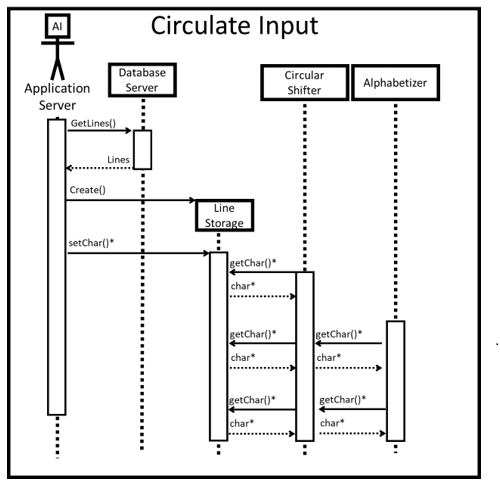 AI
Circulate Input
Application
Server
Database
Server
Circular
Shifter
Alphabetizer
GetLines()
Lines
Create()
Line
Storage
setChar()*
getChar()*
char*
getChar()*
getChar()*
char*
char*
getChar()*
getChar()*
char*
char*